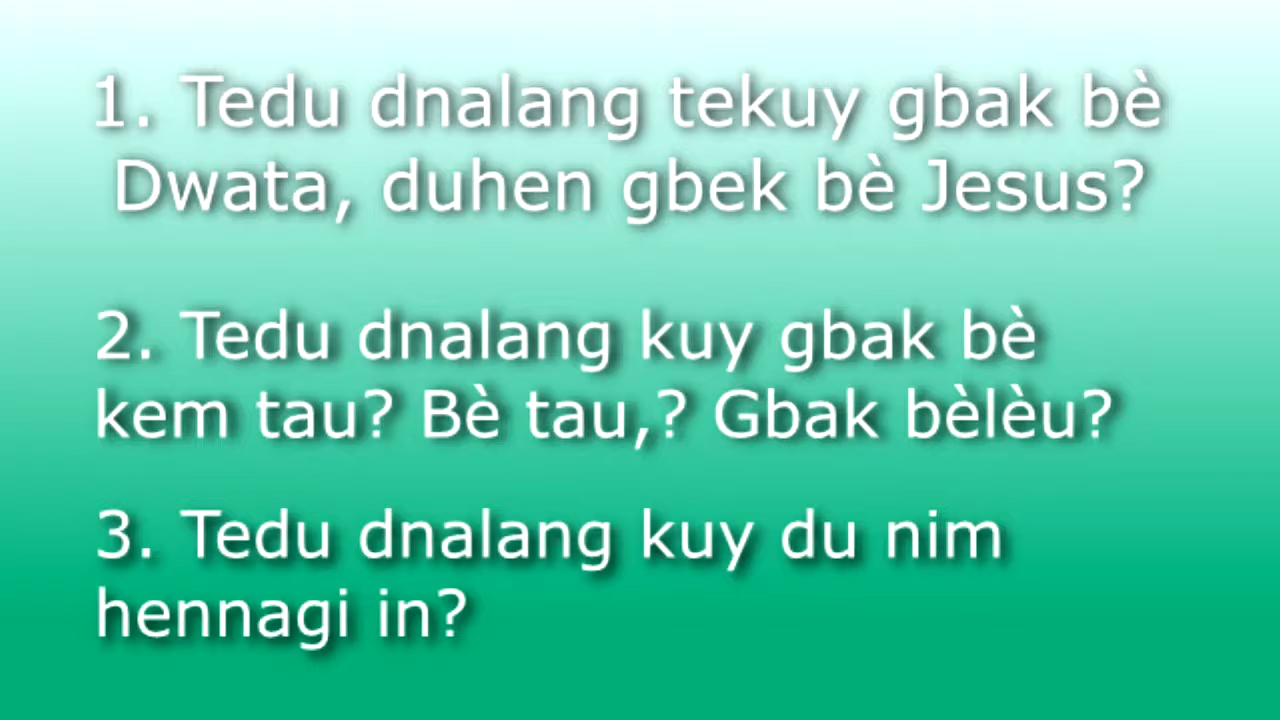 1. Tedu dnalang tekuy gbak bè
Dwata, duhen gbek bè Jesus?
2. Tedu dnalang kuy gbak bè
kem tau? Bè tau,? Gbak bèlèu?
3. Tedu dnalang kuy du nim
hennagi in?